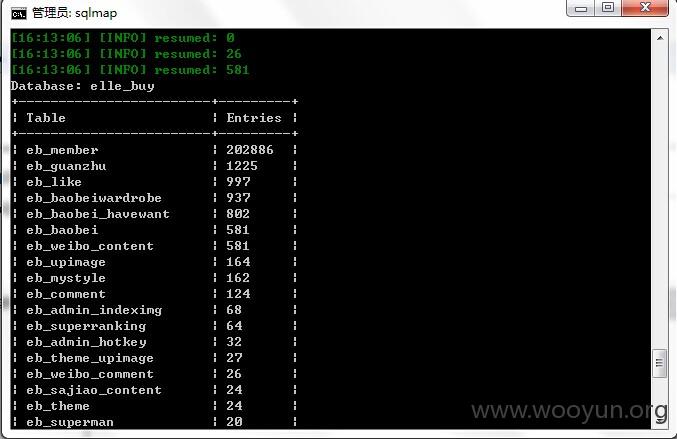 管理员: sqlmap
[16:13:06] [INFO] resumed: 0
[16:13:06] [INFO] resumed: 26
[16:13:06] [INFO] resumed: 581
Database: elle_buy
+------------------------+---------+
| Table | Entries |
+------------------------+---------+
| eb_member | 202886 |
| eb_guanzhu | 1225 |
| eb_like | 997 |
| eb_baobeiwardrobe | 937 |
| eb_baobei_havewant | 802 |
| eb_baobei | 581 |
| eb_weibo_content | 581 |
| eb_upimage | 164 |
| eb_mystyle | 162 |
| eb_comment | 124 |
| eb_admin_indeximg | 68 |
| eb_superranking | 64 |
| eb_admin_hotkey | 32 |
| eb_theme_upimage | 27 |
| eb_weibo_comment | 26 |
| eb_sajiao_content | 24 |
| eb_theme | 24 |
| eb_superman | 20 |
www.wooyun.org